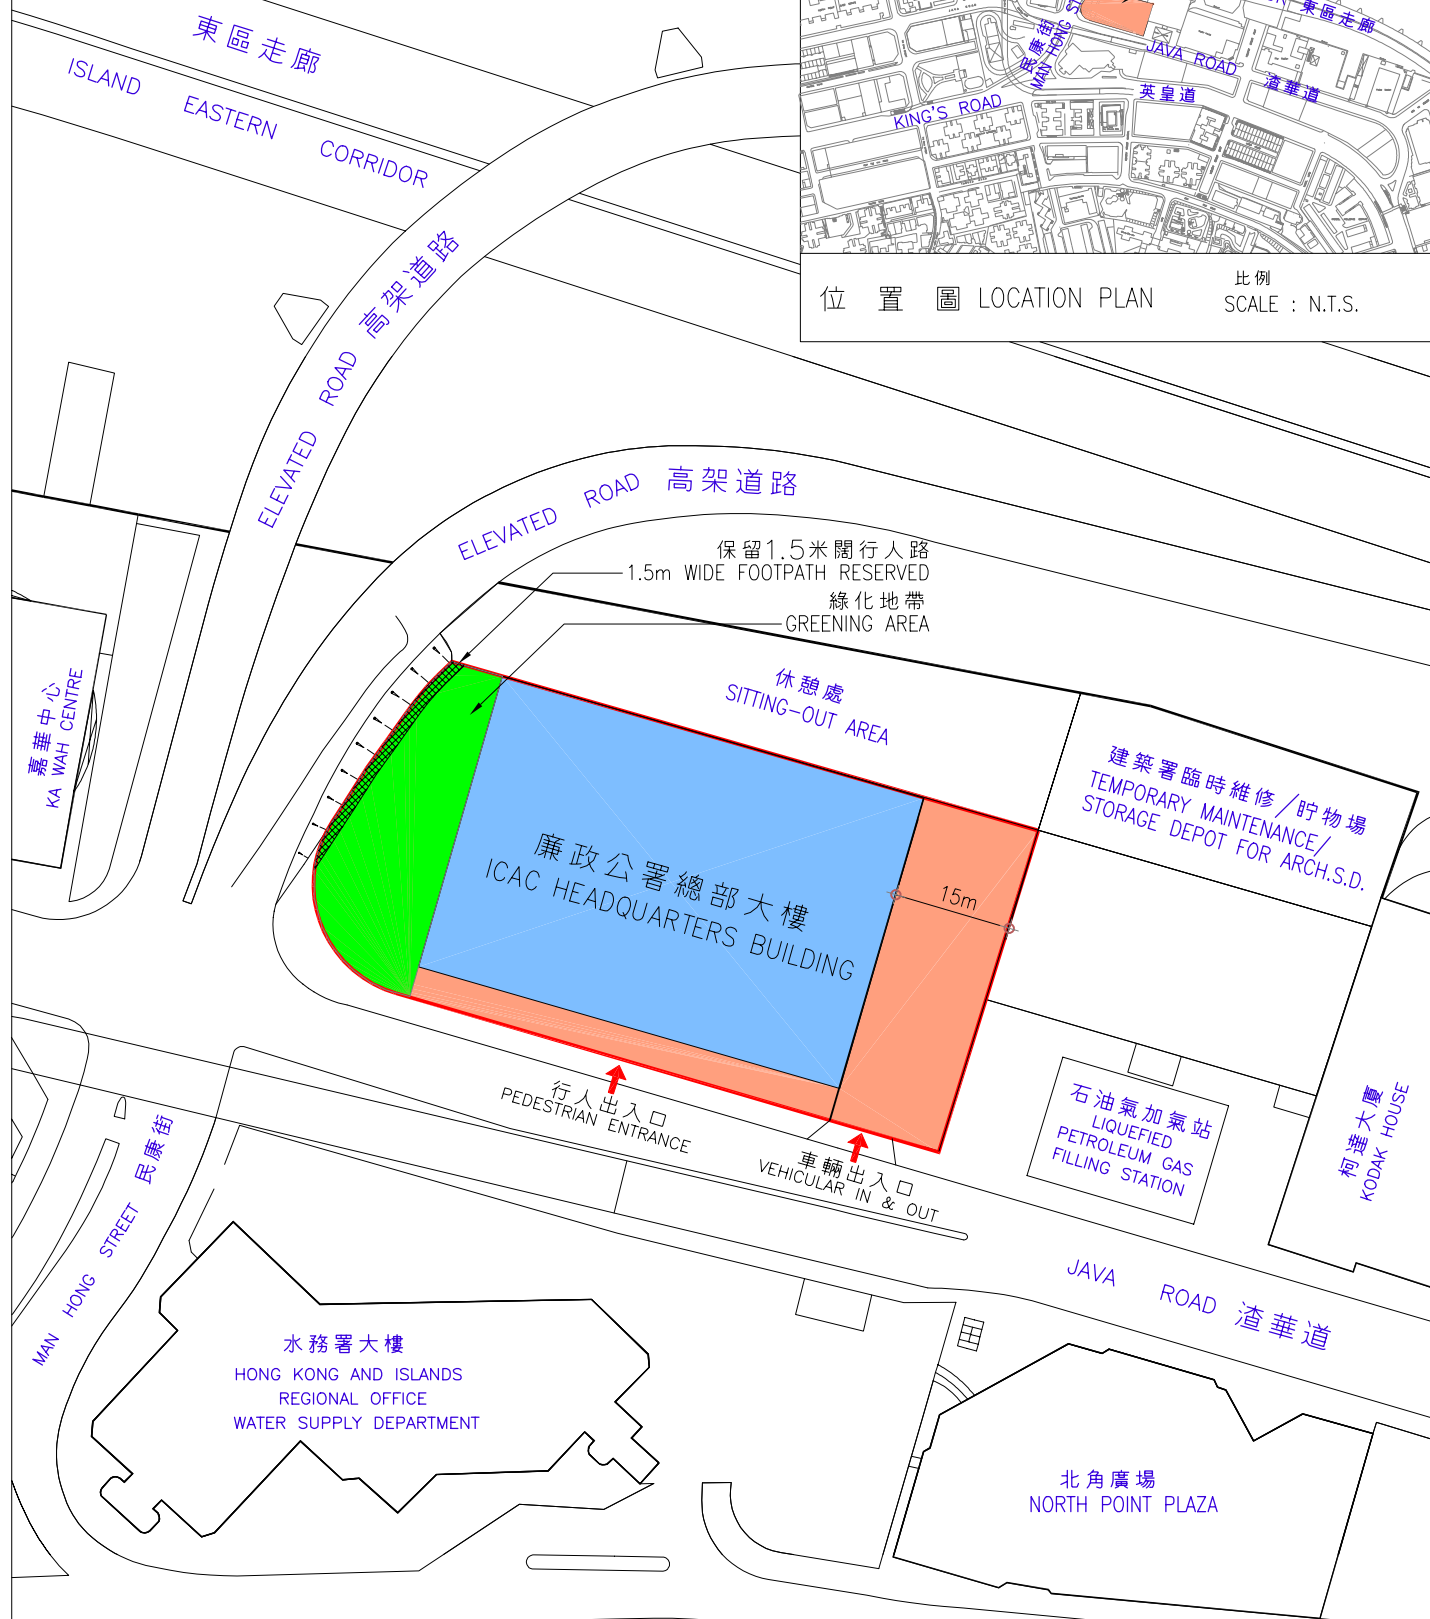 東區走廊
ISLAND EASTERN CORRIDOR
東區走廊
民康街
JAVA ROAD 渣華道
英皇道
KING'S ROAD
位置圖 LOCATION PLAN
比例
SCALE : N.T.S.
ELEVATED ROAD 高架道路
ELEVATED ROAD 高架道路
保留1.5米闊行人路
1.5m WIDE FOOTPATH RESERVED
綠化地帶
GREENING AREA
休憩處
SITTING-OUT AREA
嘉華中心
KA WAH CENTRE
建築署臨時維修/貯物場
TEMPORARY MAINTENANCE/
STORAGE DEPOT FOR ARCH.S.D.
廉政公署總部大樓
ICAC HEADQUARTERS BUILDING
15m
行人出入口
PEDESTRIAN ENTRANCE
車輛出入口
VEHICULAR IN & OUT
石油氣加氣站
LIQUEFIED
PETROLEUM GAS
FILLING STATION
柯達大廈
KODAK HOUSE
MAN HONG STREET 民康街
JAVA ROAD 渣華道
水務署大樓
HONG KONG AND ISLANDS
REGIONAL OFFICE
WATER SUPPLY DEPARTMENT
北角廣場
NORTH POINT PLAZA